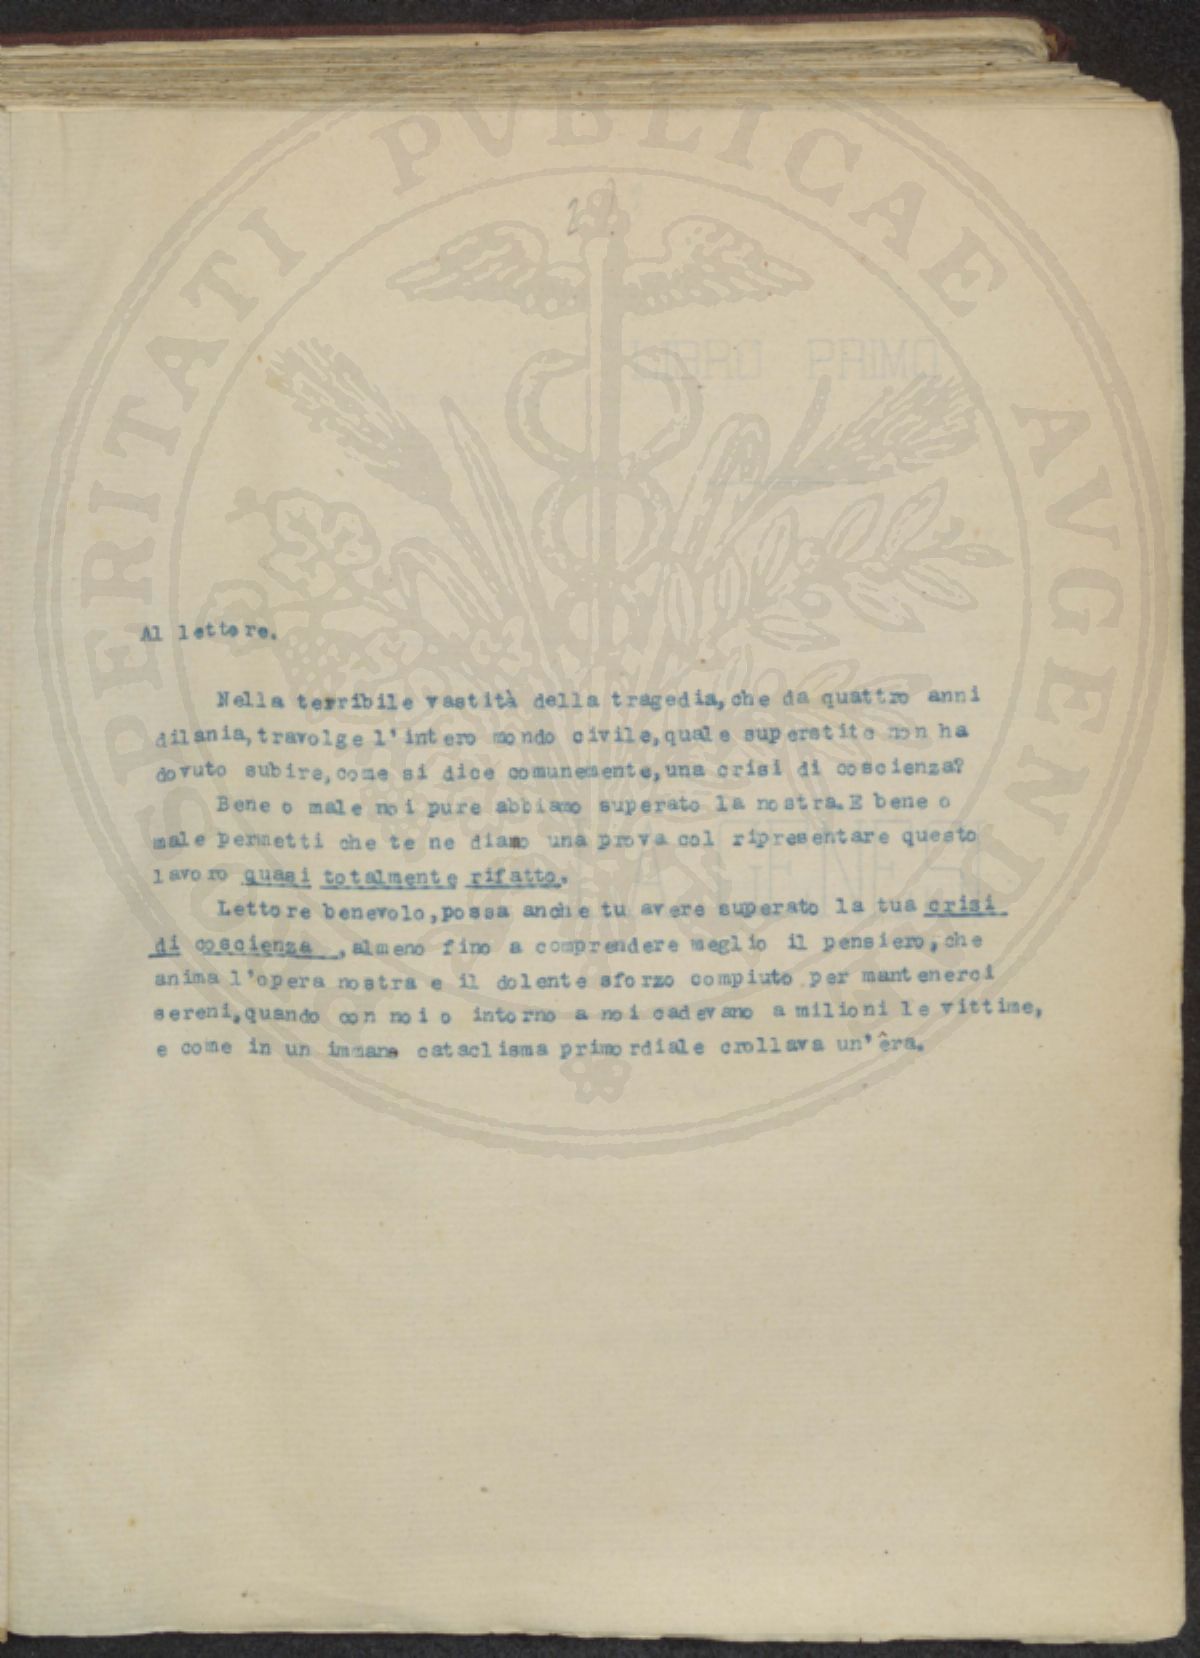 PROSPERITATI PVBLICAE AVGENDAE
LIBRO PRIMO
Al lettore.
Nella terribile vastità della tragedia, che da quattro anni
dilania, travolge l'intero mondo civile, quale superstite non ha
dovuto subire, come si dice comunemente, una crisi di coscienza?
Bene o male noi pure abbiamo superato la nostra. E bene o
male permetti che te ne diamo una prova col ripresentare questo
lavoro quasi totalmente rifatto.
Lettore benevolo, possa anche tu avere superato la tua crisi
di coscienza, almeno fino a comprendere meglio il pensiero, che
anima l'opera nostra e il dolente sforzo compiuto per mantenerci
sereni, quando con noi o intorno a noi cadevano a milioni le vittime,
e come in un immane cataclisma primordiale crollava un'êra.